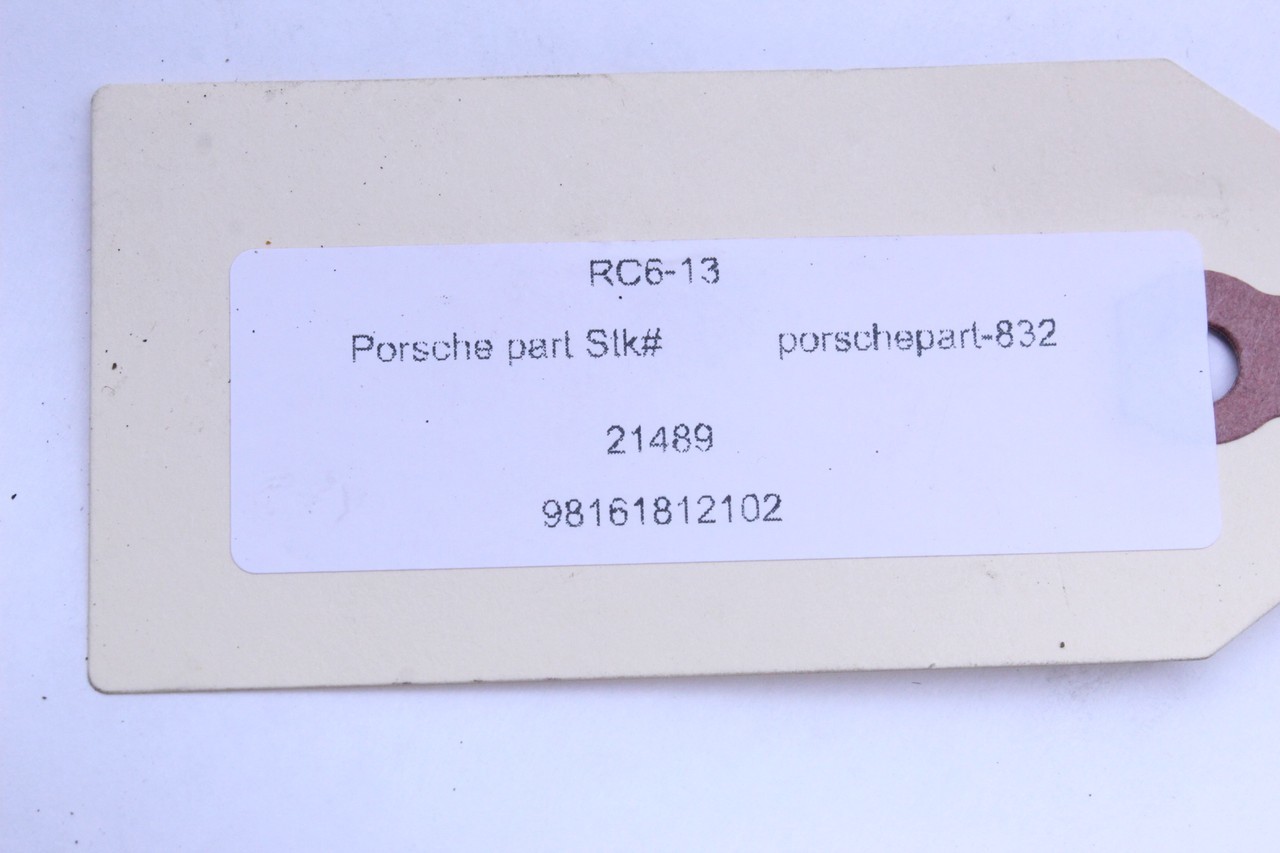 RC6-13
Porsche part Stk# porschepart-832
21489
98161812102